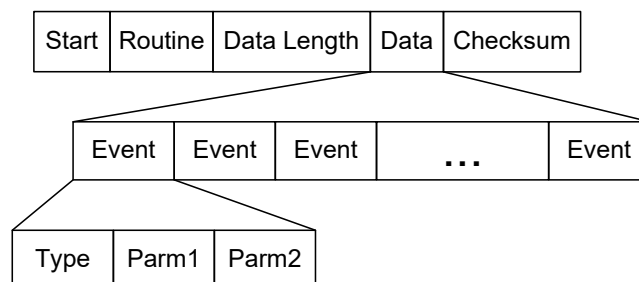 Start Routine Data Length Data Checksum
Event Event Event ... Event
Type Parm1 Parm2